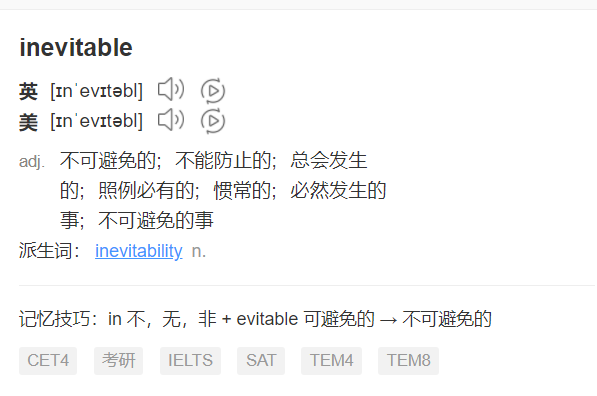 inevitable
英 [ɪnˈevɪtəbl]
美 [ɪnˈevɪtəbl]
adj. 不可避免的；不能防止的；总会发生
的；照例必有的；惯常的；必然发生的
事；不可避免的事
派生词： inevitability n.
记忆技巧：in 不，无，非 + evitable 可避免的 → 不可避免的
CET4 考研 IELTS SAT TEM4 TEM8